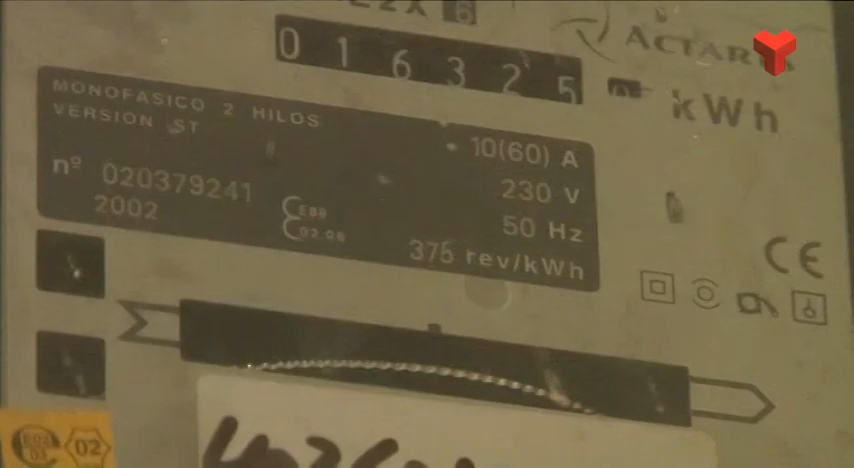 016325
kWh
MONOFASICO 2 HILOS
VERSION ST
10(60) A
nº 020379241
230 V
2002
50 Hz
375 rev/kWh
CE
02